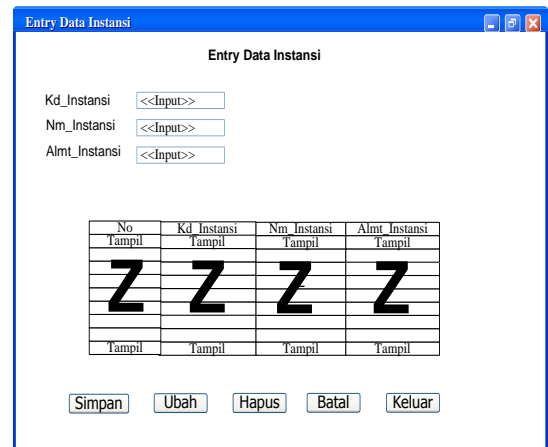 Entry Data Instansi
Entry Data Instansi
Kd_Instansi <<Input>>
Nm_Instansi <<Input>>
Almt_Instansi <<Input>>
No Kd_Instansi Nm_Instansi Almt_Instansi
Tampil Tampil Tampil Tampil
Z Z Z Z
Tampil Tampil Tampil Tampil
Simpan Ubah Hapus Batal Keluar